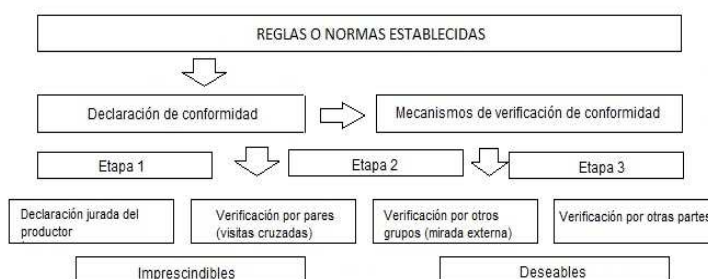 REGLAS O NORMAS ESTABLECIDAS
Declaración de conformidad
Mecanismos de verificación de conformidad
Etapa 1
Etapa 2
Etapa 3
Declaración jurada del
productor
Verificación por pares
(visitas cruzadas)
Verificación por otros
grupos (mirada externa)
Verificación por otras partes
Imprescindibles
Deseables